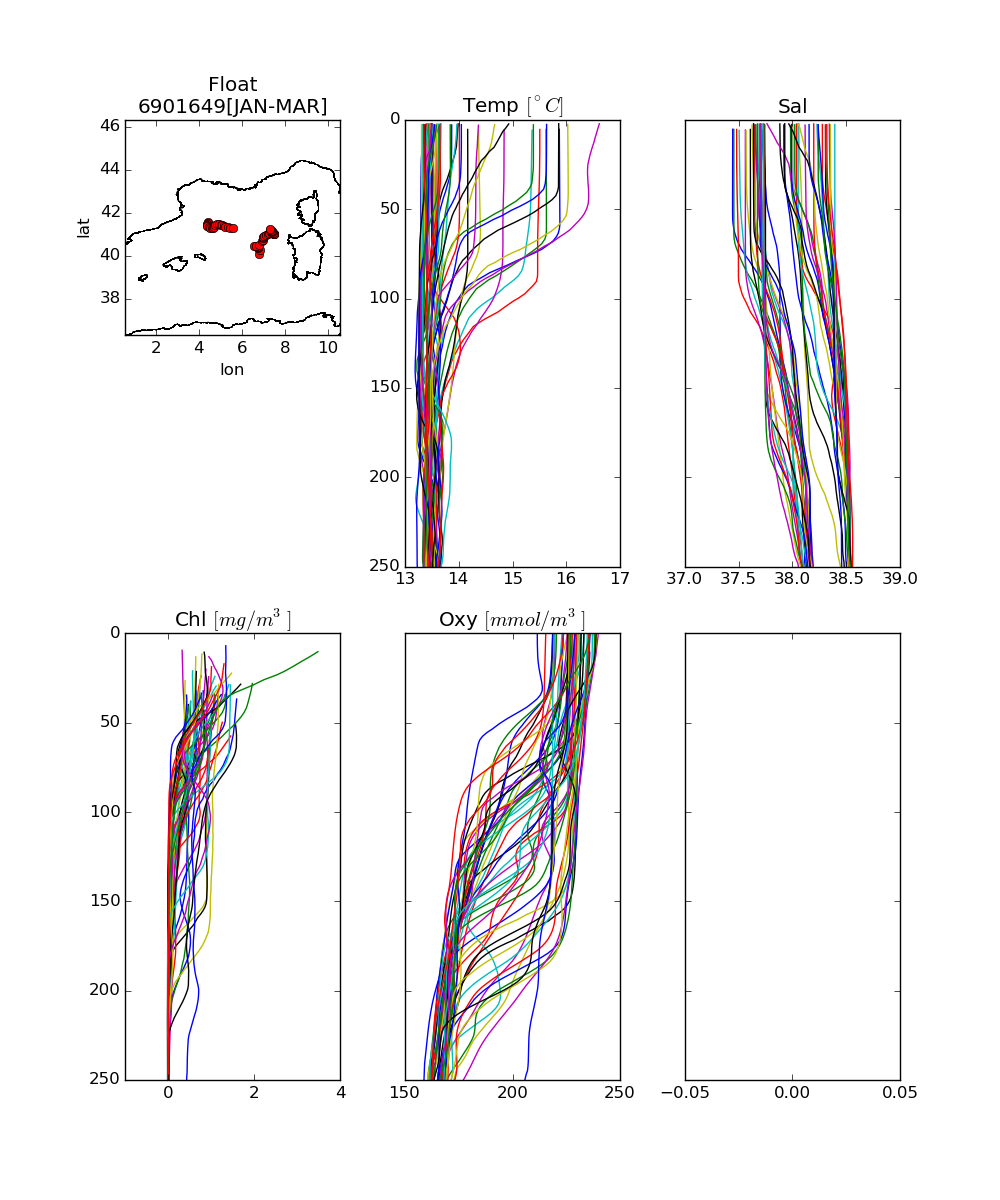 Float
6901649[JAN-MAR]
46
44
42
40
38
lat
2 4 6 8 10
lon
Temp [°C]
0
50
100
150
200
250
13 14 15 16 17
Sal
37.0 37.5 38.0 38.5 39.0
Chl [mg/m³ ]
0
50
100
150
200
250
0 2 4
Oxy [mmol/m³ ]
150 200 250
−0.05 0.00 0.05